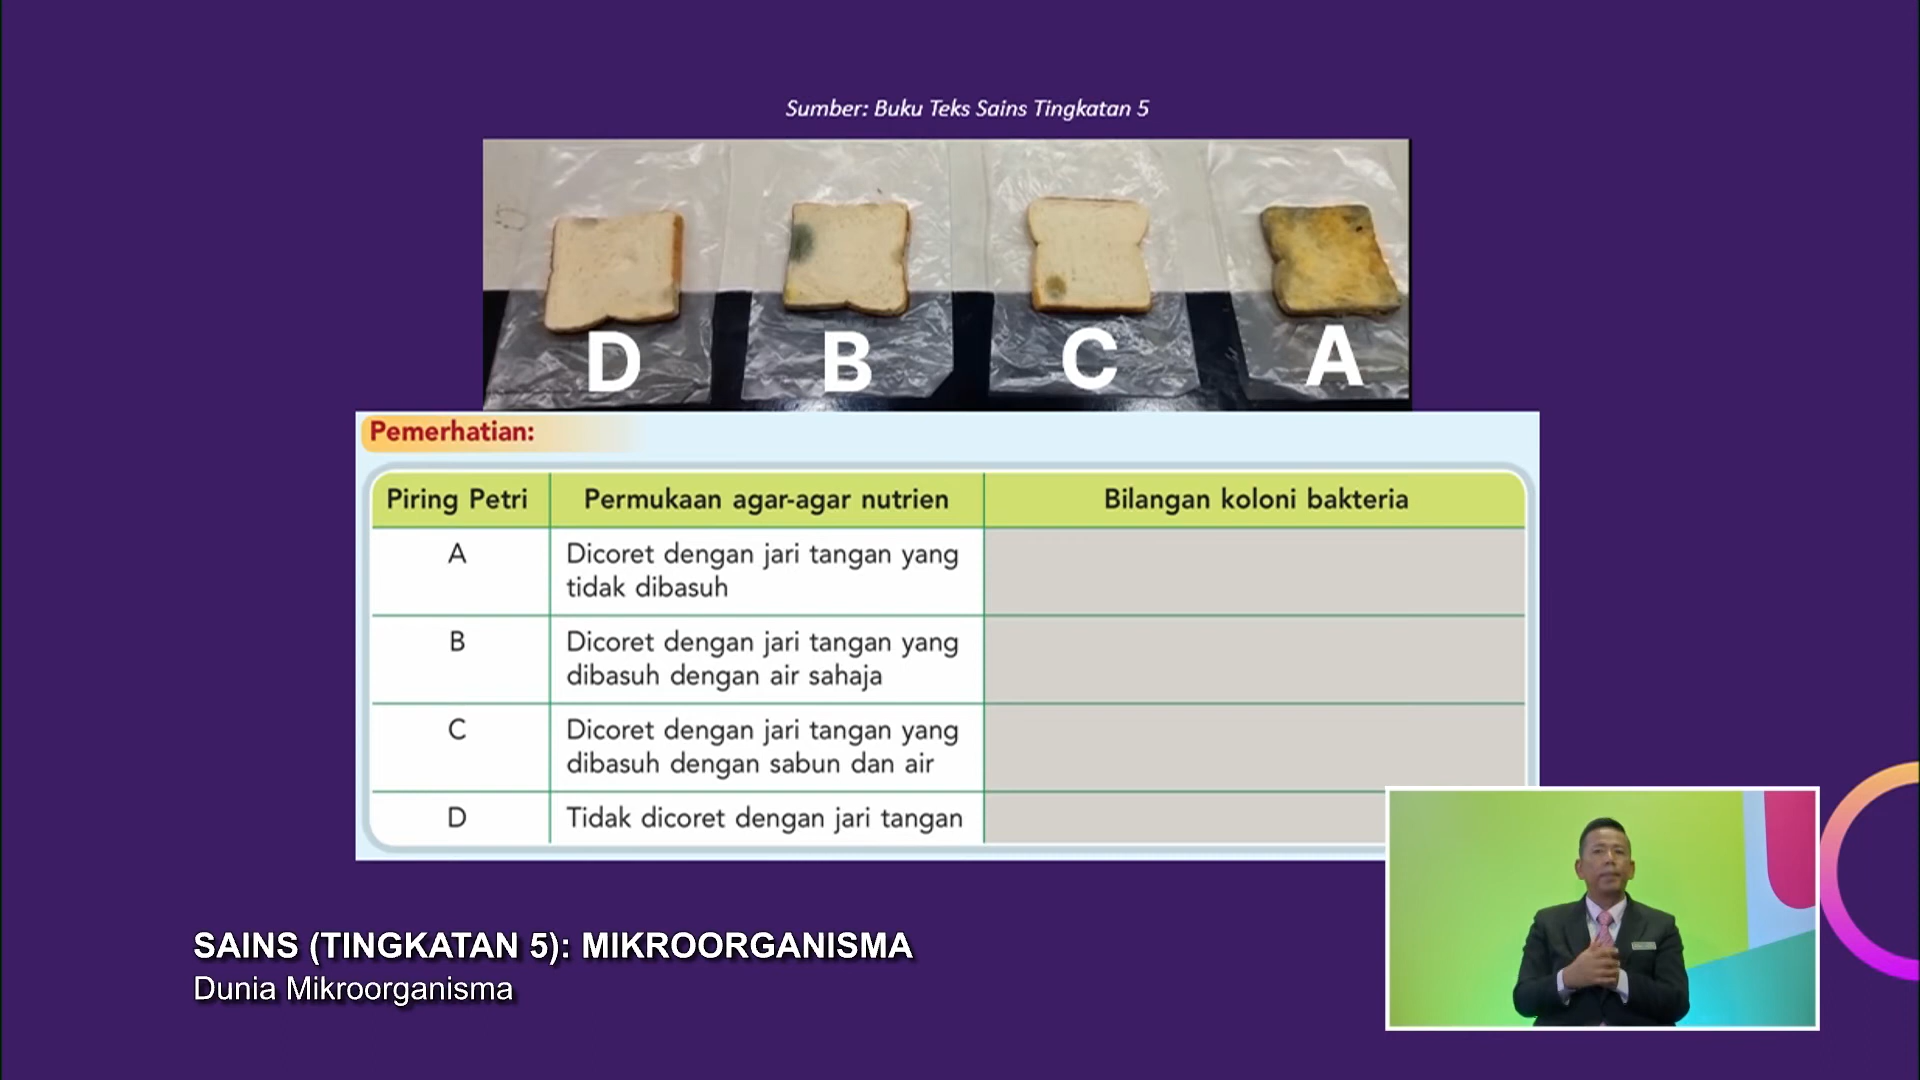 Sumber: Buku Teks Sains Tingkatan 5
D
B
C
A
Pemerhatian:
Piring Petri
Permukaan agar-agar nutrien
Bilangan koloni bakteria
A
Dicoret dengan jari tangan yang
tidak dibasuh
B
Dicoret dengan jari tangan yang
dibasuh dengan air sahaja
C
Dicoret dengan jari tangan yang
dibasuh dengan sabun dan air
D
Tidak dicoret dengan jari tangan
SAINS (TINGKATAN 5): MIKROORGANISMA
Dunia Mikroorganisma